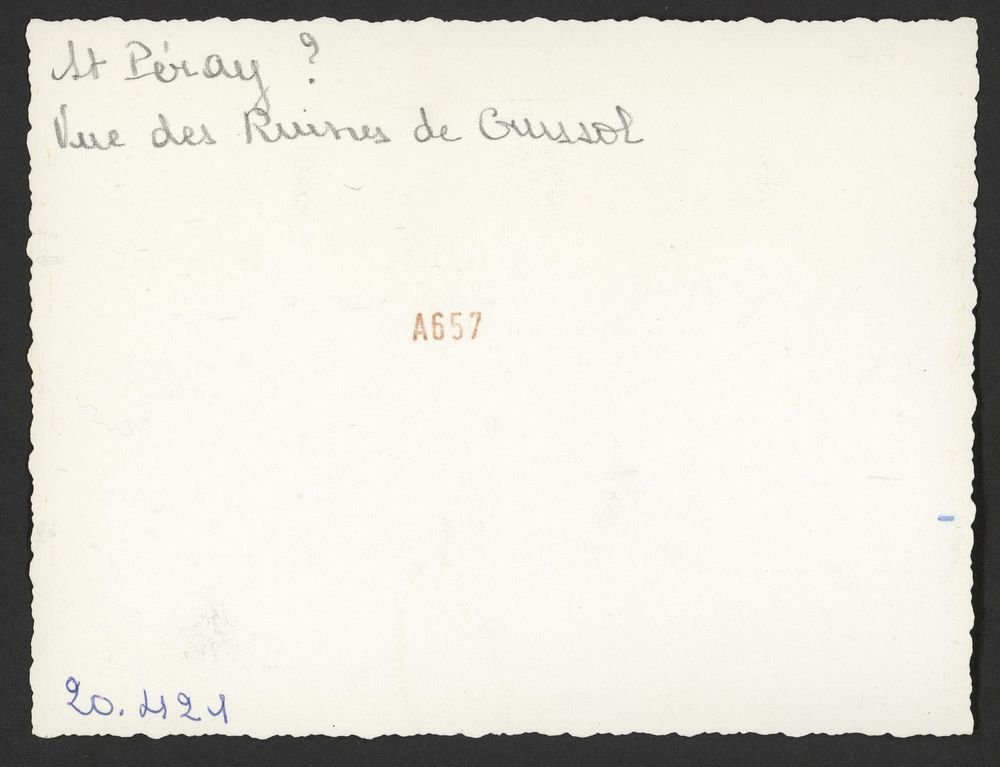 St Péray ?
Vue des Ruines de Crussol
A657
20.421